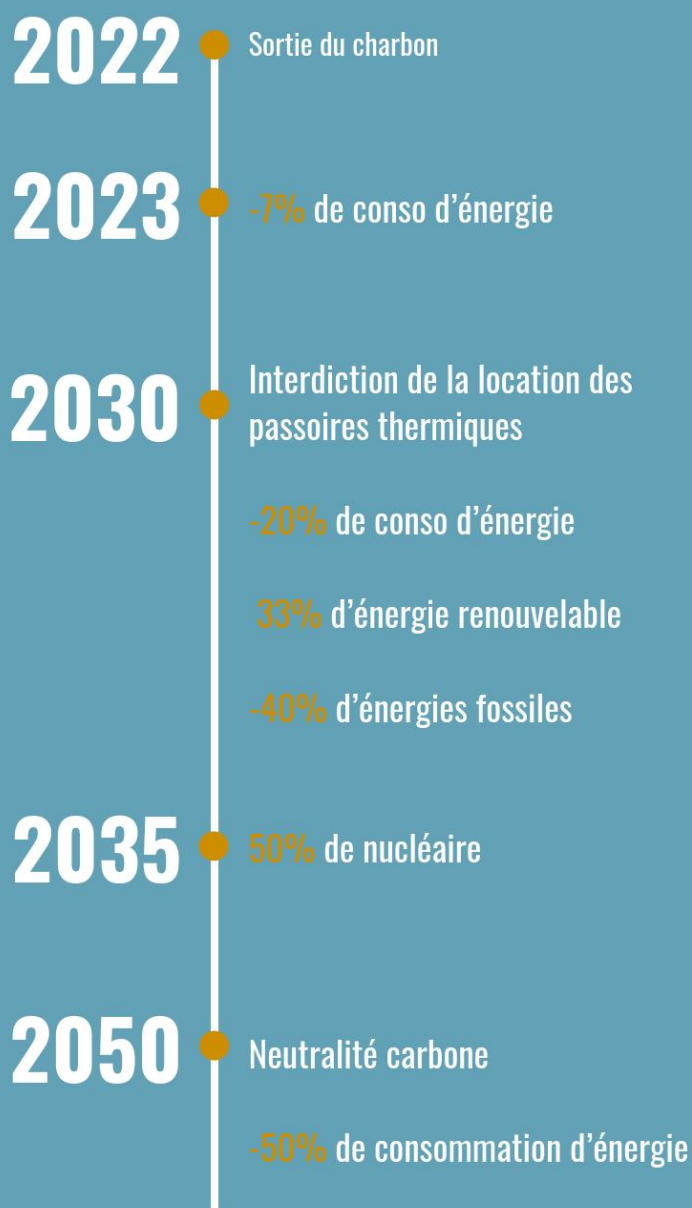 2022
Sortie du charbon
2023
-7% de conso d’énergie
2030
Interdiction de la location des
passoires thermiques
-20% de conso d’énergie
33% d’énergie renouvelable
-40% d’énergies fossiles
2035
50% de nucléaire
2050
Neutralité carbone
-50% de consommation d’énergie